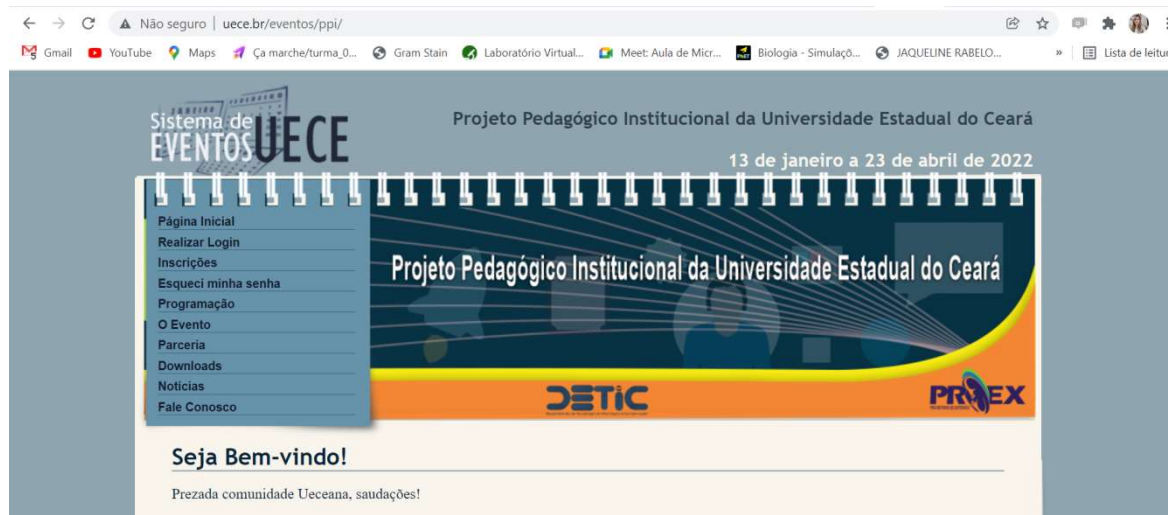 Não seguro | uece.br/eventos/ppi/
Gmail YouTube Maps Ça marche/turma_0... Gram Stain Laboratório Virtual... Meet: Aula de Micr... Biologia - Simulaçõ... JAQUELINE RABELO... » Lista de leitur
Sistema de
EVENTOS UECE
Projeto Pedagógico Institucional da Universidade Estadual do Ceará
13 de janeiro a 23 de abril de 2022
Página Inicial
Realizar Login
Inscrições
Esqueci minha senha
Programação
O Evento
Parceria
Downloads
Noticias
Fale Conosco
Projeto Pedagógico Institucional da Universidade Estadual do Ceará
DETIC
PROEX
Seja Bem-vindo!
Prezada comunidade Ueceana, saudações!